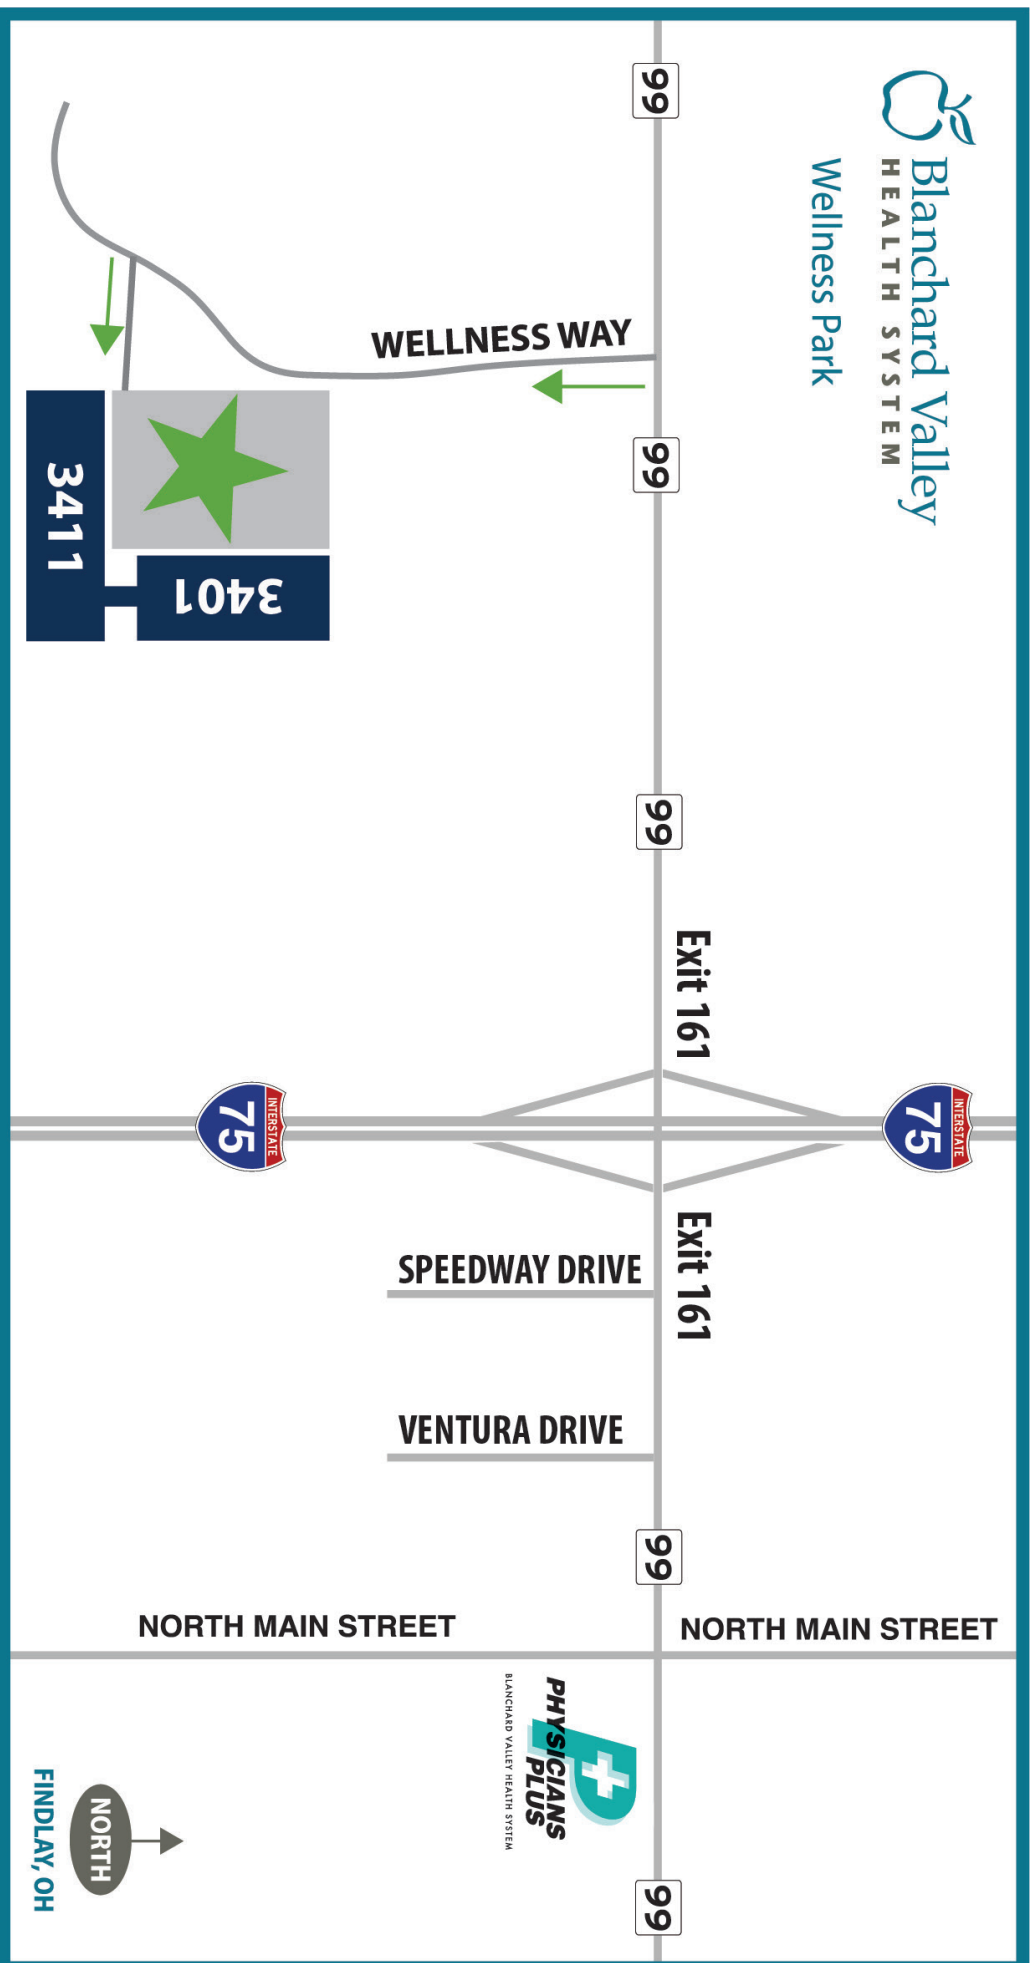 Blanchard Valley
HEALTH SYSTEM
Wellness Park
99
WELLNESS WAY
99
99
Exit 161
INTERSTATE
75
Exit 161
99
NORTH MAIN STREET
99
SPEEDWAY DRIVE
VENTURA DRIVE
PHYSICIANS
PLUS
BLANCHARD VALLEY HEALTH SYSTEM
3401
3411
INTERSTATE
75
NORTH MAIN STREET
NORTH
FINDLAY, OH